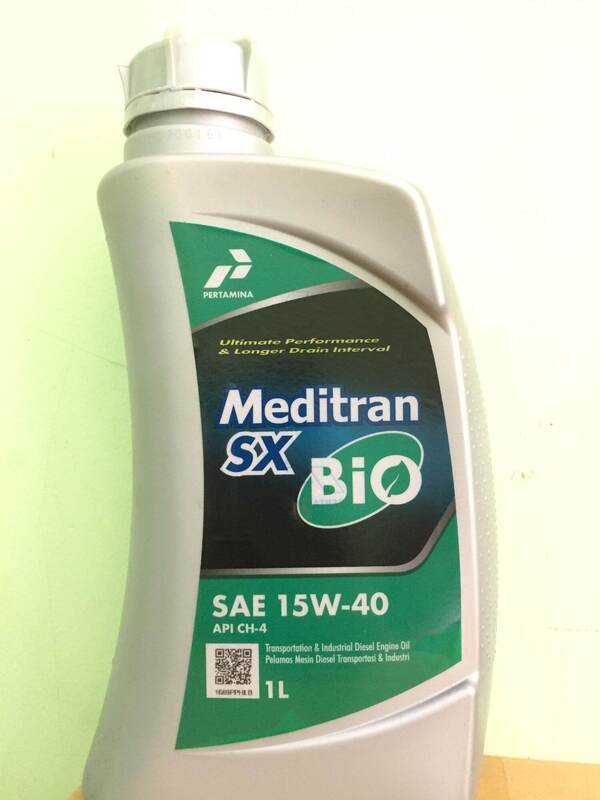 PERTAMINA
Ultimate Performance
& Longer Drain Interval
Meditran
SX
BiO
SAE 15W-40
API CH-4
Transportation & Industrial Diesel Engine Oil
Pelumas Mesin Diesel Transportasi & Industri
1L